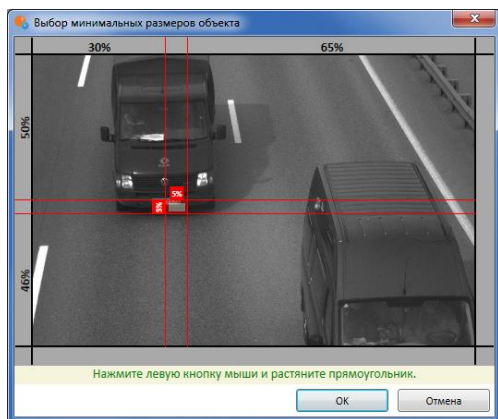 Выбор минимальных размеров объекта
30%
65%
50%
5%
5%
46%
Нажмите левую кнопку мыши и растяните прямоугольник.
OK
Отмена